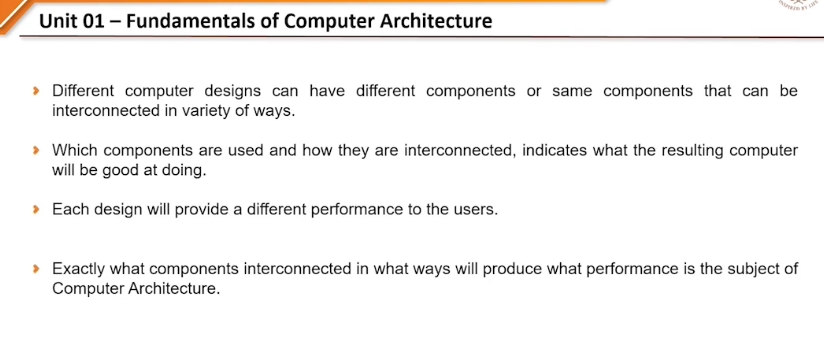 Unit 01 – Fundamentals of Computer Architecture
Different computer designs can have different components or same components that can be
interconnected in variety of ways.
Which components are used and how they are interconnected, indicates what the resulting computer
will be good at doing.
Each design will provide a different performance to the users.
Exactly what components interconnected in what ways will produce what performance is the subject of
Computer Architecture.